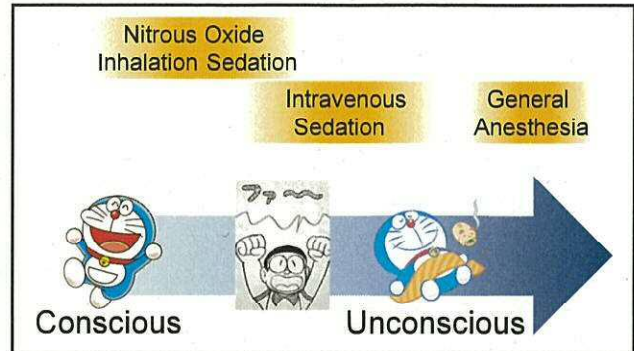 Nitrous Oxide
Inhalation Sedation
Intravenous
Sedation
General
Anesthesia
ファ〜〜
Conscious
Unconscious